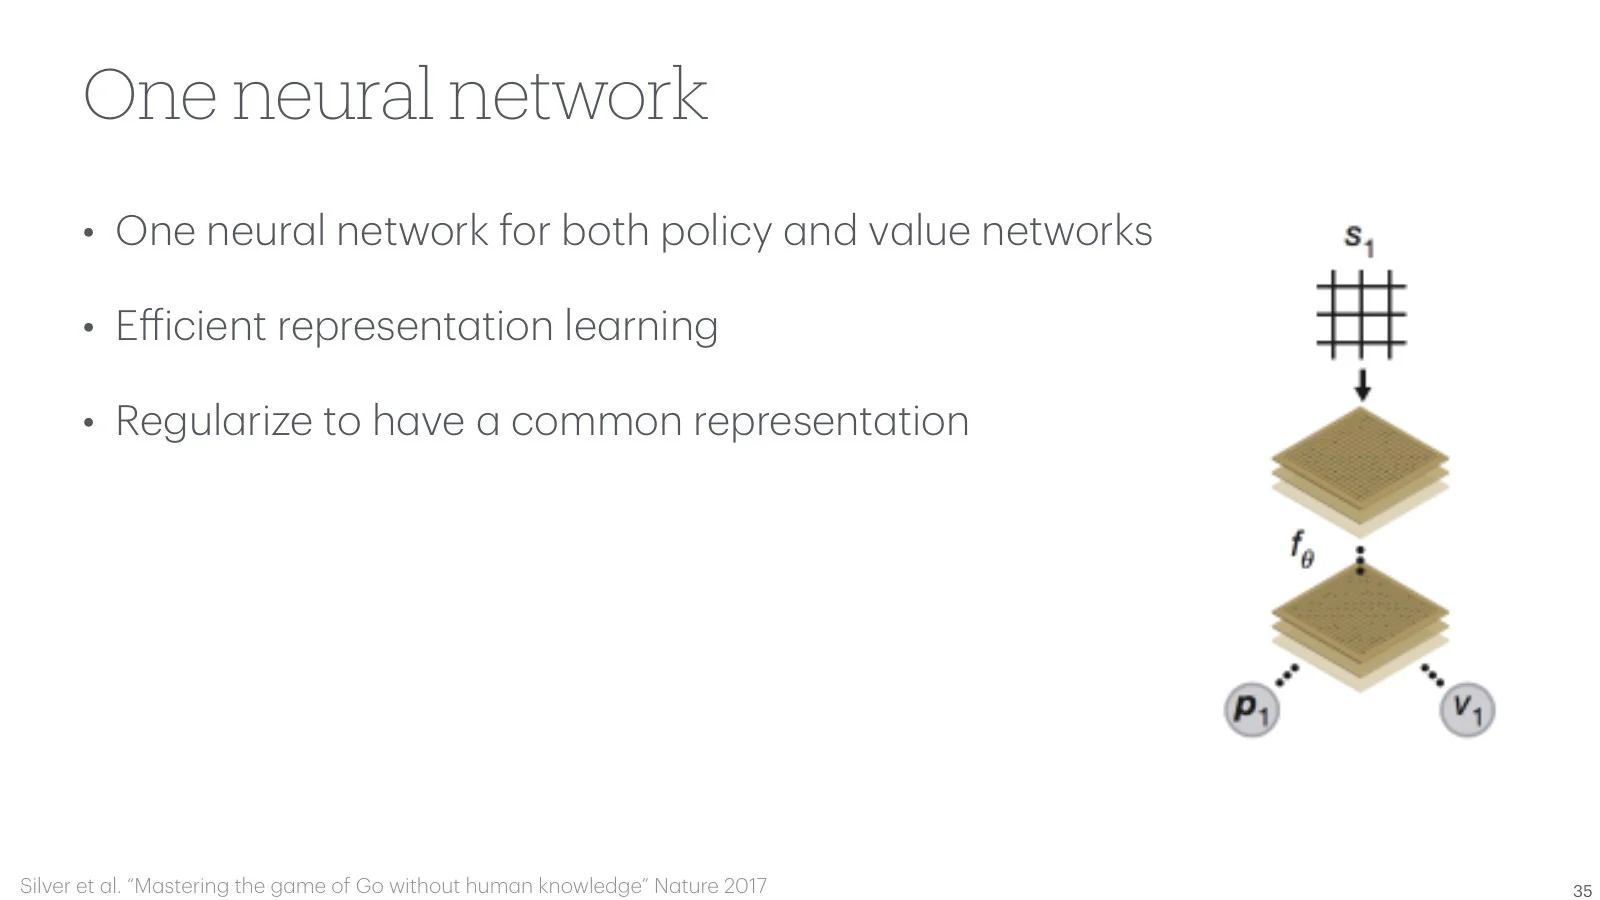 One neural network
• One neural network for both policy and value networks
• Efficient representation learning
• Regularize to have a common representation
s1
fθ
p1
v1
Silver et al. “Mastering the game of Go without human knowledge” Nature 2017
35